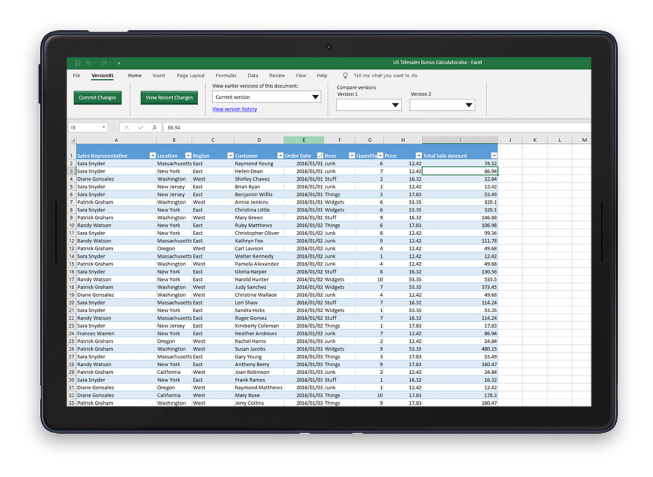 US Telesales Bonus Calculator.xlsx - Excel
File VersionXL Home Insert Page Layout Formulas Data Review View Help Tell me what you want to do
Commit Changes View Recent Changes View earlier versions of this document: Current version View version history Compare versions Version 1 Version 2
I3 fx 86.94
A B C D E F G H I J K L M
1 Sales Representative Location Region Customer Order Date Item Quantity Price Total Sale Amount
2 Sara Snyder Massachusetts East Raymond Young 2016/01/01 Junk 6 12.42 74.52
3 Sara Snyder New York East Helen Dean 2016/01/01 Junk 7 12.42 86.94
4 Diane Gonzalez Washington West Shirley Chavez 2016/01/01 Stuff 2 16.32 32.64
5 Sara Snyder New Jersey East Brian Ryan 2016/01/01 Junk 1 12.42 12.42
6 Sara Snyder New Jersey East Benjamin Willis 2016/01/01 Things 3 17.83 53.49
7 Patrick Graham Washington West Annie Jenkins 2016/01/01 Widgets 6 53.35 320.1
8 Sara Snyder New York East Christina Little 2016/01/01 Widgets 6 53.35 320.1
9 Patrick Graham Washington West Mary Green 2016/01/01 Stuff 9 16.32 146.88
10 Randy Watson New York East Ruby Matthews 2016/01/02 Things 6 17.83 106.98
11 Sara Snyder New York East Christopher Oliver 2016/01/02 Junk 8 12.42 99.36
12 Randy Watson Massachusetts East Kathryn Fox 2016/01/02 Junk 9 12.42 111.78
13 Patrick Graham Oregon West Carl Lawson 2016/01/02 Junk 4 12.42 49.68
14 Sara Snyder Massachusetts East Walter Kennedy 2016/01/02 Junk 1 12.42 12.42
15 Patrick Graham Washington West Pamela Alexander 2016/01/02 Junk 4 12.42 49.68
16 Sara Snyder New York East Gloria Harper 2016/01/02 Stuff 8 16.32 130.56
17 Randy Watson New York East Harold Hunter 2016/01/02 Widgets 10 53.35 533.5
18 Patrick Graham Washington West Judy Sanchez 2016/01/02 Widgets 7 53.35 373.45
19 Diane Gonzalez Washington West Christine Wallace 2016/01/02 Junk 4 12.42 49.68
20 Sara Snyder Massachusetts East Lori Shaw 2016/01/02 Stuff 7 16.32 114.24
21 Sara Snyder New York East Sandra Hicks 2016/01/02 Widgets 1 53.35 53.35
22 Randy Watson Massachusetts East Roger Gomez 2016/01/02 Stuff 7 16.32 114.24
23 Sara Snyder New Jersey East Kimberly Coleman 2016/01/03 Things 1 17.83 17.83
24 Frances Warren New York East Heather Andrews 2016/01/03 Junk 7 12.42 86.94
25 Patrick Graham Oregon West Rachel Harris 2016/01/03 Junk 2 12.42 24.84
26 Patrick Graham Washington West Susan Jacobs 2016/01/03 Widgets 9 53.35 480.15
27 Sara Snyder Massachusetts East Gary Young 2016/01/03 Things 3 17.83 53.49
28 Randy Watson New York East Anthony Berry 2016/01/03 Things 9 17.83 160.47
29 Patrick Graham California West Joan Robinson 2016/01/03 Junk 2 12.42 24.84
30 Sara Snyder New York East Frank Ramos 2016/01/03 Stuff 1 16.32 16.32
31 Diane Gonzalez Oregon West Raymond Matthews 2016/01/03 Junk 1 12.42 12.42
32 Diane Gonzalez California West Mary Rose 2016/01/03 Things 10 17.83 178.3
33 Patrick Graham Washington West Jerry Collins 2016/01/03 Things 9 17.83 160.47